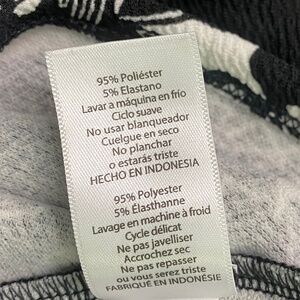 95% Poliéster
5% Elastano
Lavar a máquina en frío
Ciclo suave
No usar blanqueador
Cuelgue en seco
No planchar
o estarás triste
HECHO EN INDONESIA
95% Polyester
5% Élasthanne
Lavage en machine à froid
Cycle délicat
Ne pas javelliser
Accrochez sec
Ne pas repasser
ou vous serez triste
FABRIQUÉ EN INDONÉSIE